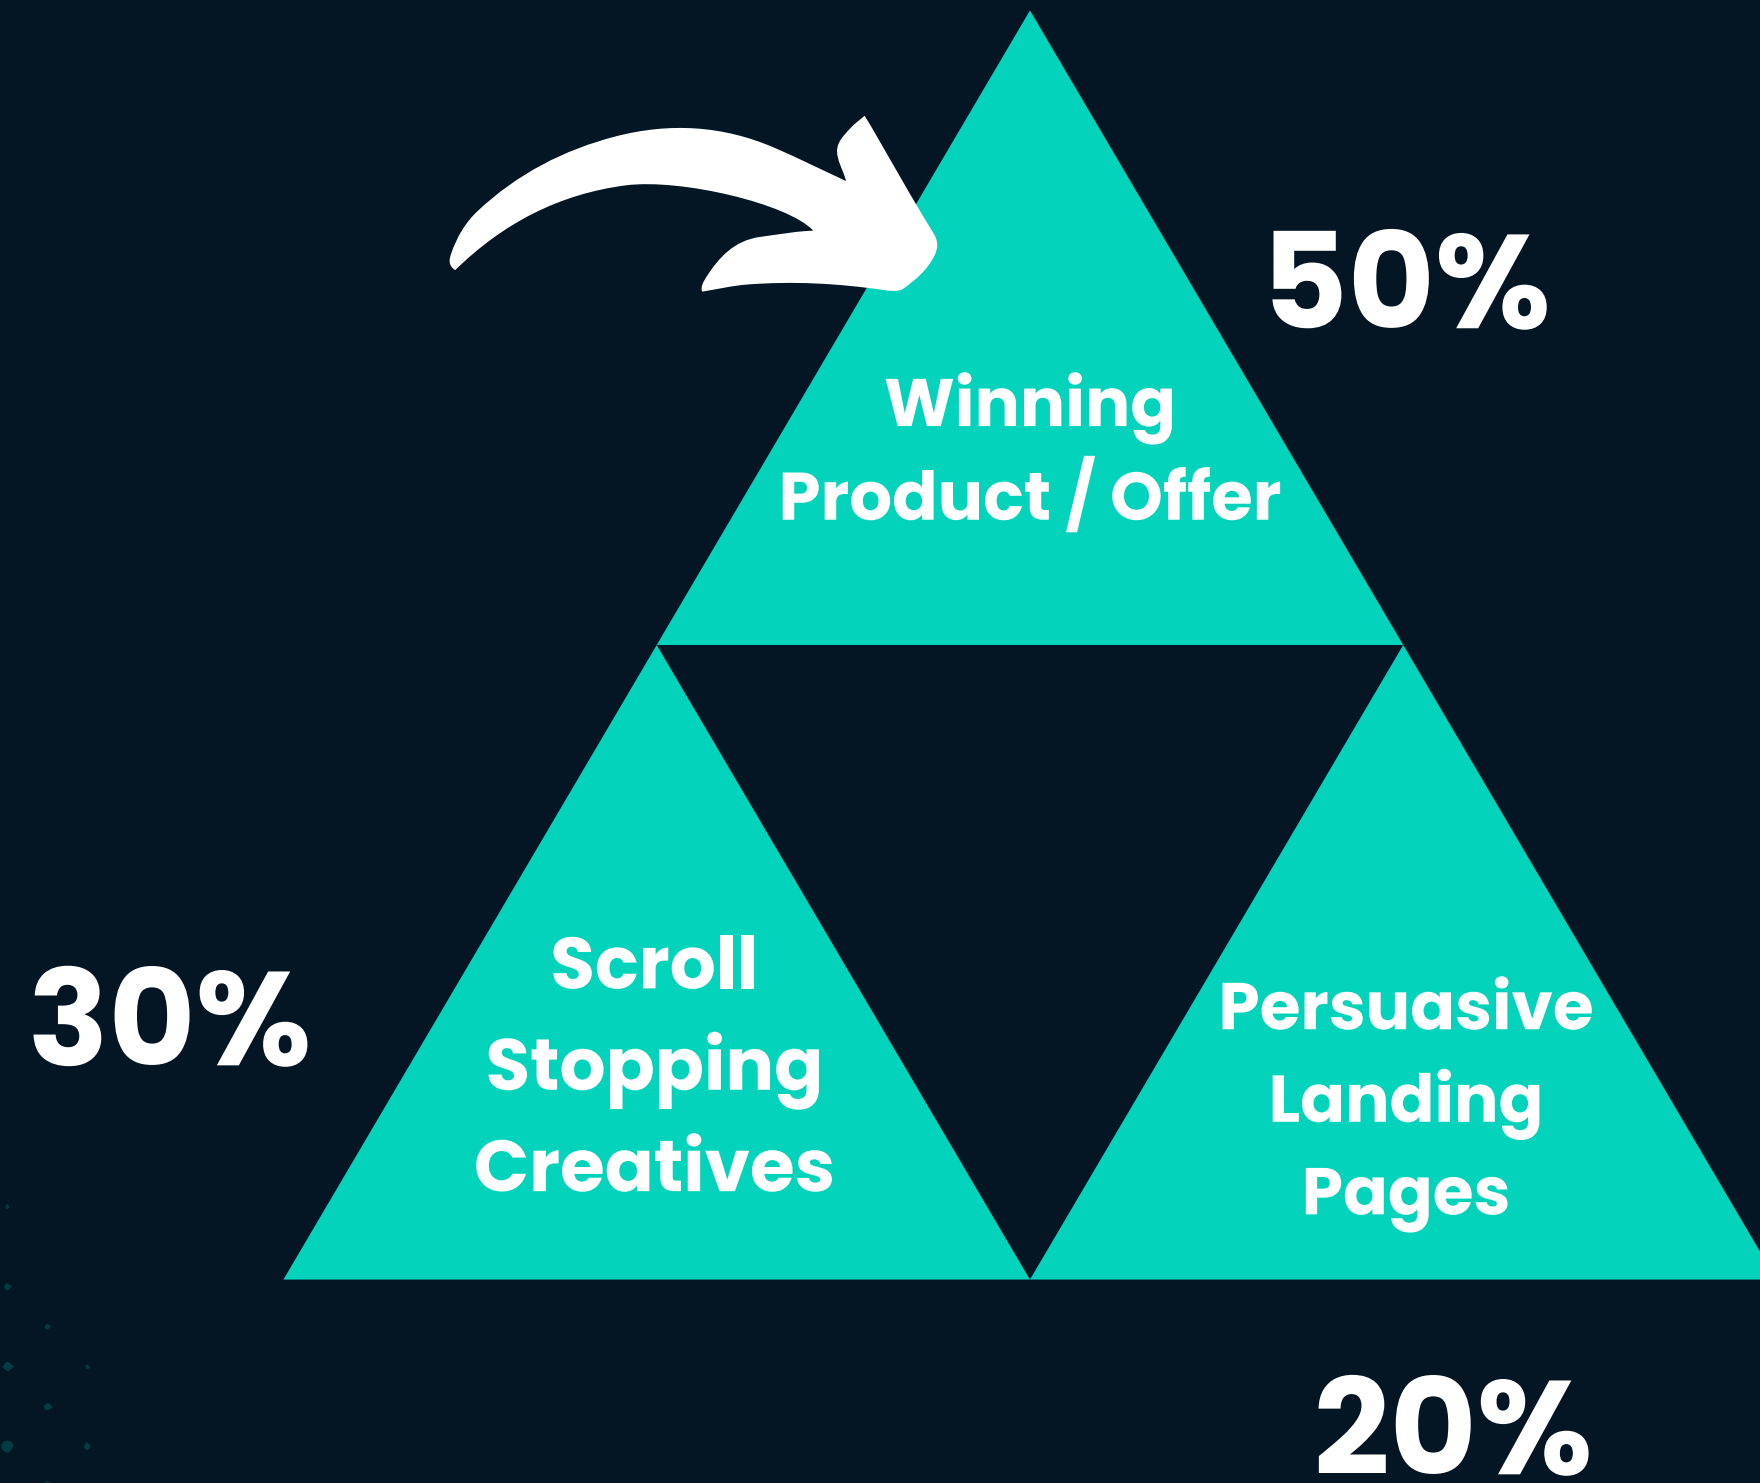 50%
Winning
Product / Offer
30%
Scroll
Stopping
Creatives
Persuasive
Landing
Pages
20%